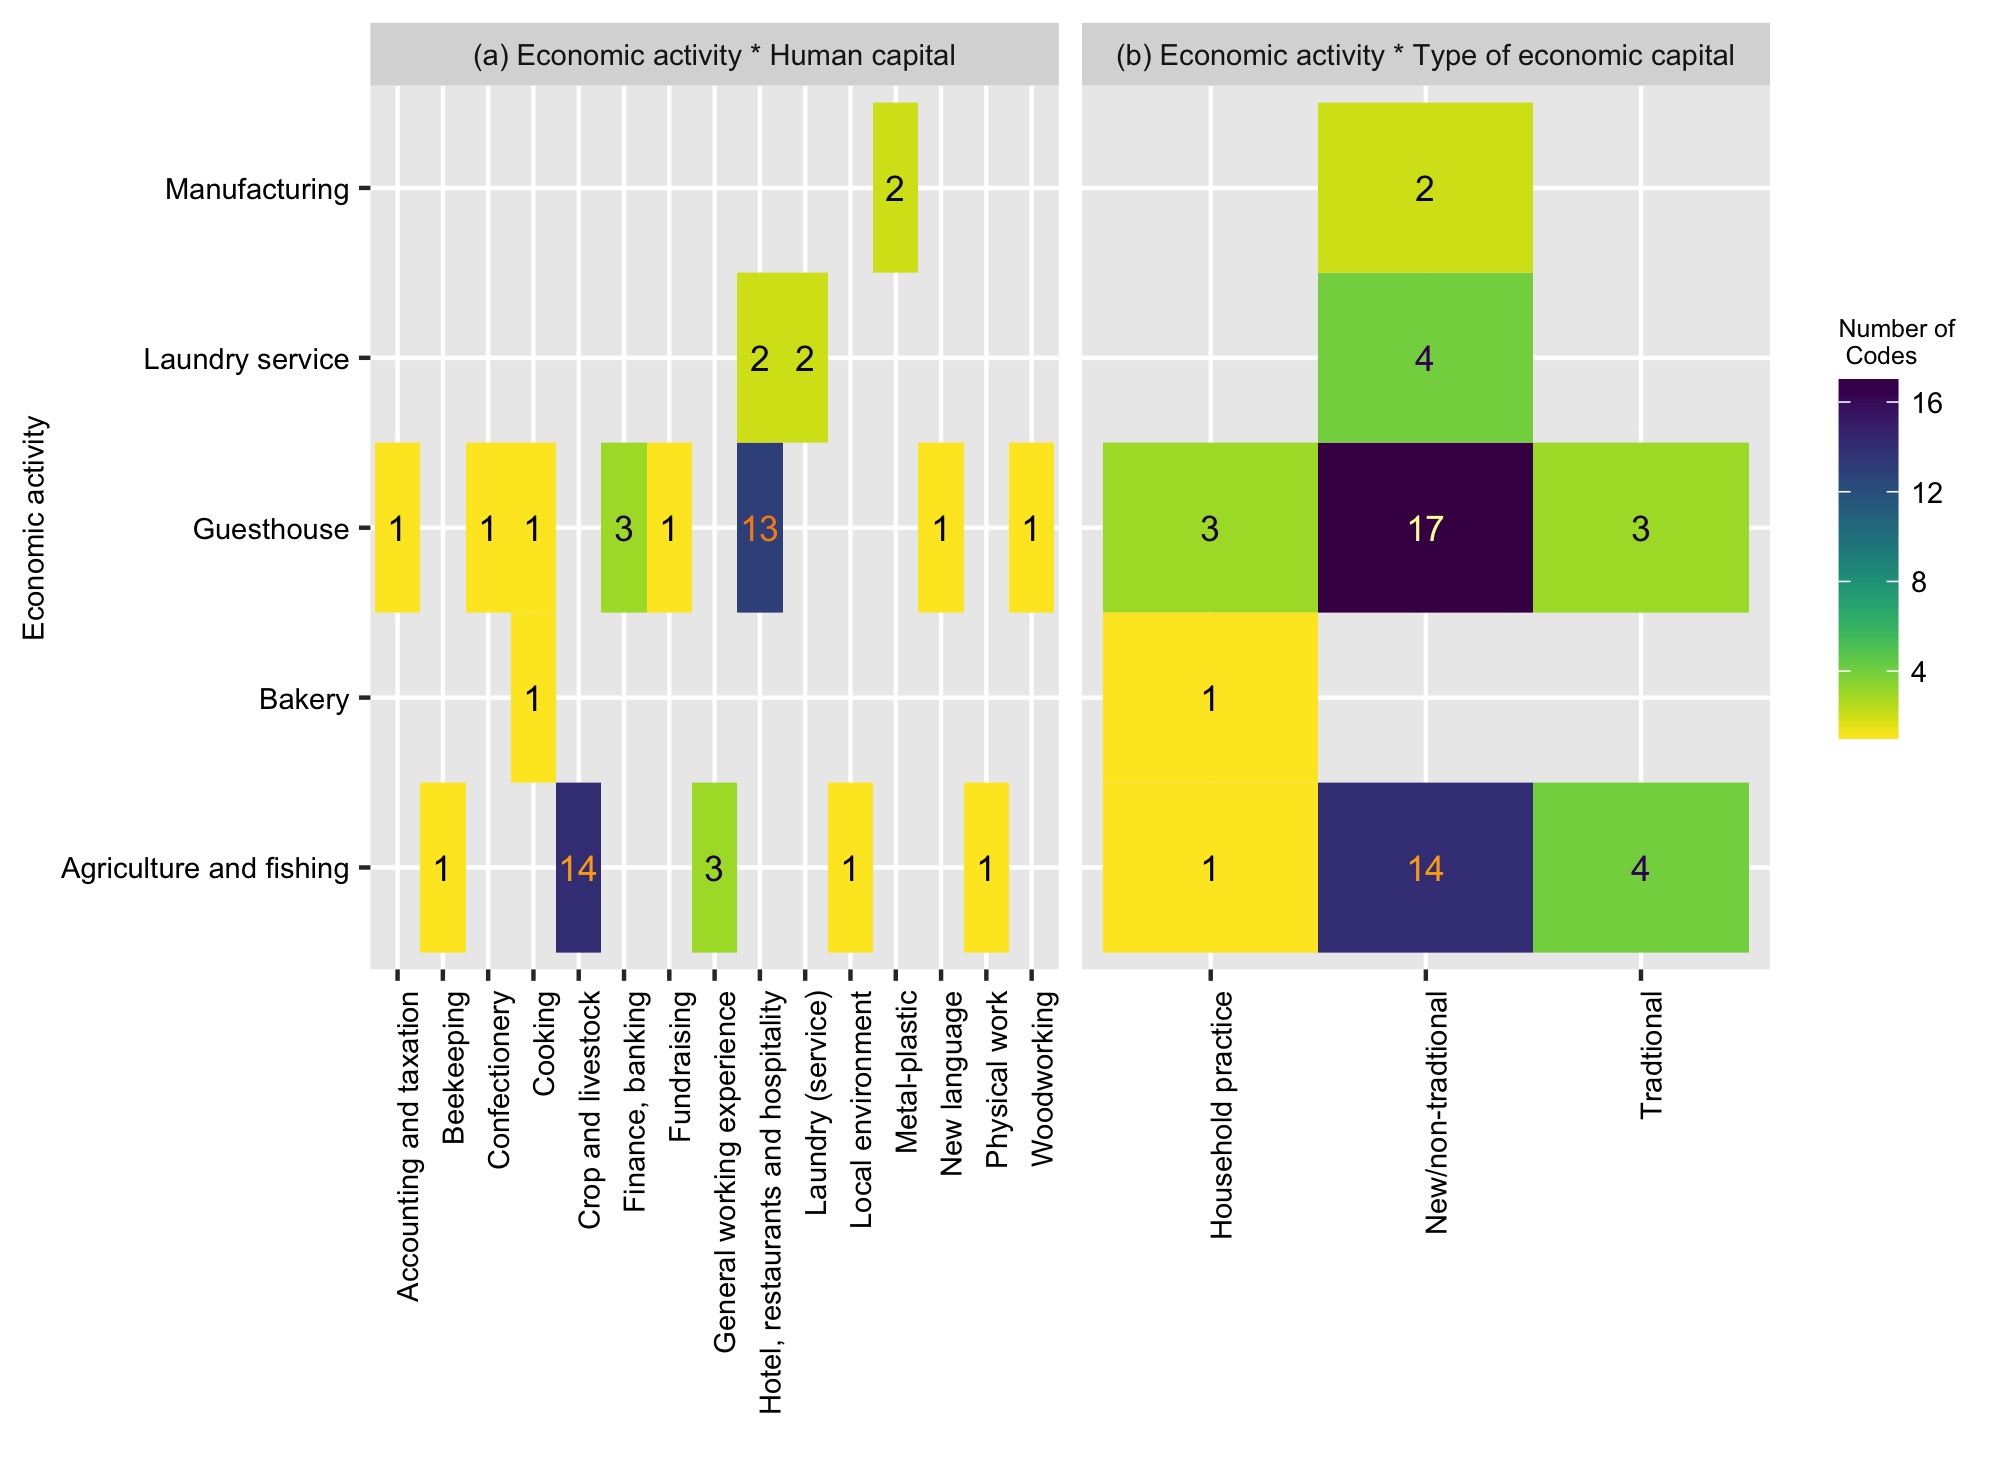 (a) Economic activity * Human capital
(b) Economic activity * Type of economic capital
Economic activity
Manufacturing
2
2
Laundry service
2 2
4
Guesthouse
1 1 1 3 1 13 1 1
3 17 3
Bakery
1
1
Agriculture and fishing
1 14 3 1 1
1 14 4
Accounting and taxation
Beekeeping
Confectionery
Cooking
Crop and livestock
Finance, banking
Fundraising
General working experience
Hotel, restaurants and hospitality
Laundry (service)
Local environment
Metal-plastic
New language
Physical work
Woodworking
Household practice
New/non-tradtional
Tradtional
Number of
Codes
16
12
8
4